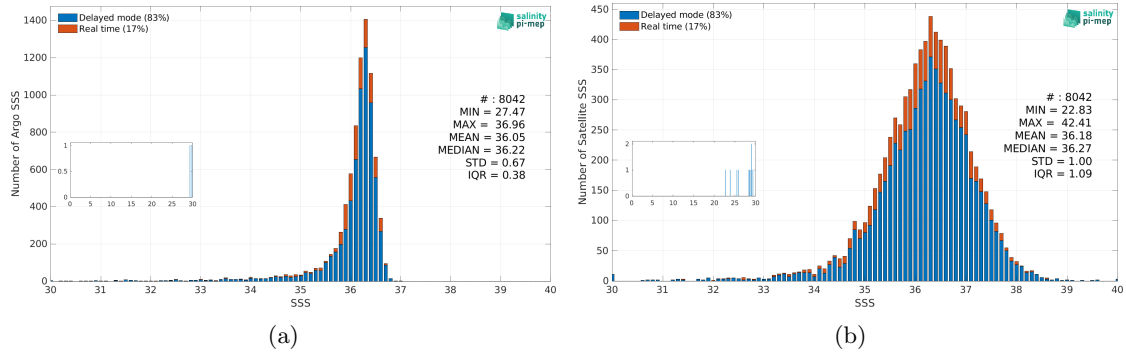 Delayed mode (83%)
Real time (17%)
salinity
pi-mep
1400
1200
1000
800
600
400
200
0
Number of Argo SSS
# : 8042
MIN = 27.47
MAX = 36.96
MEAN = 36.05
MEDIAN = 36.22
STD = 0.67
IQR = 0.38
1
0.5
0
0 5 10 15 20 25 30
30 31 32 33 34 35 36 37 38 39 40
SSS
(a)
Delayed mode (83%)
Real time (17%)
salinity
pi-mep
450
400
350
300
250
200
150
100
50
0
Number of Satellite SSS
# : 8042
MIN = 22.83
MAX = 42.41
MEAN = 36.18
MEDIAN = 36.27
STD = 1.00
IQR = 1.09
2
1
0
0 5 10 15 20 25 30
30 31 32 33 34 35 36 37 38 39 40
SSS
(b)